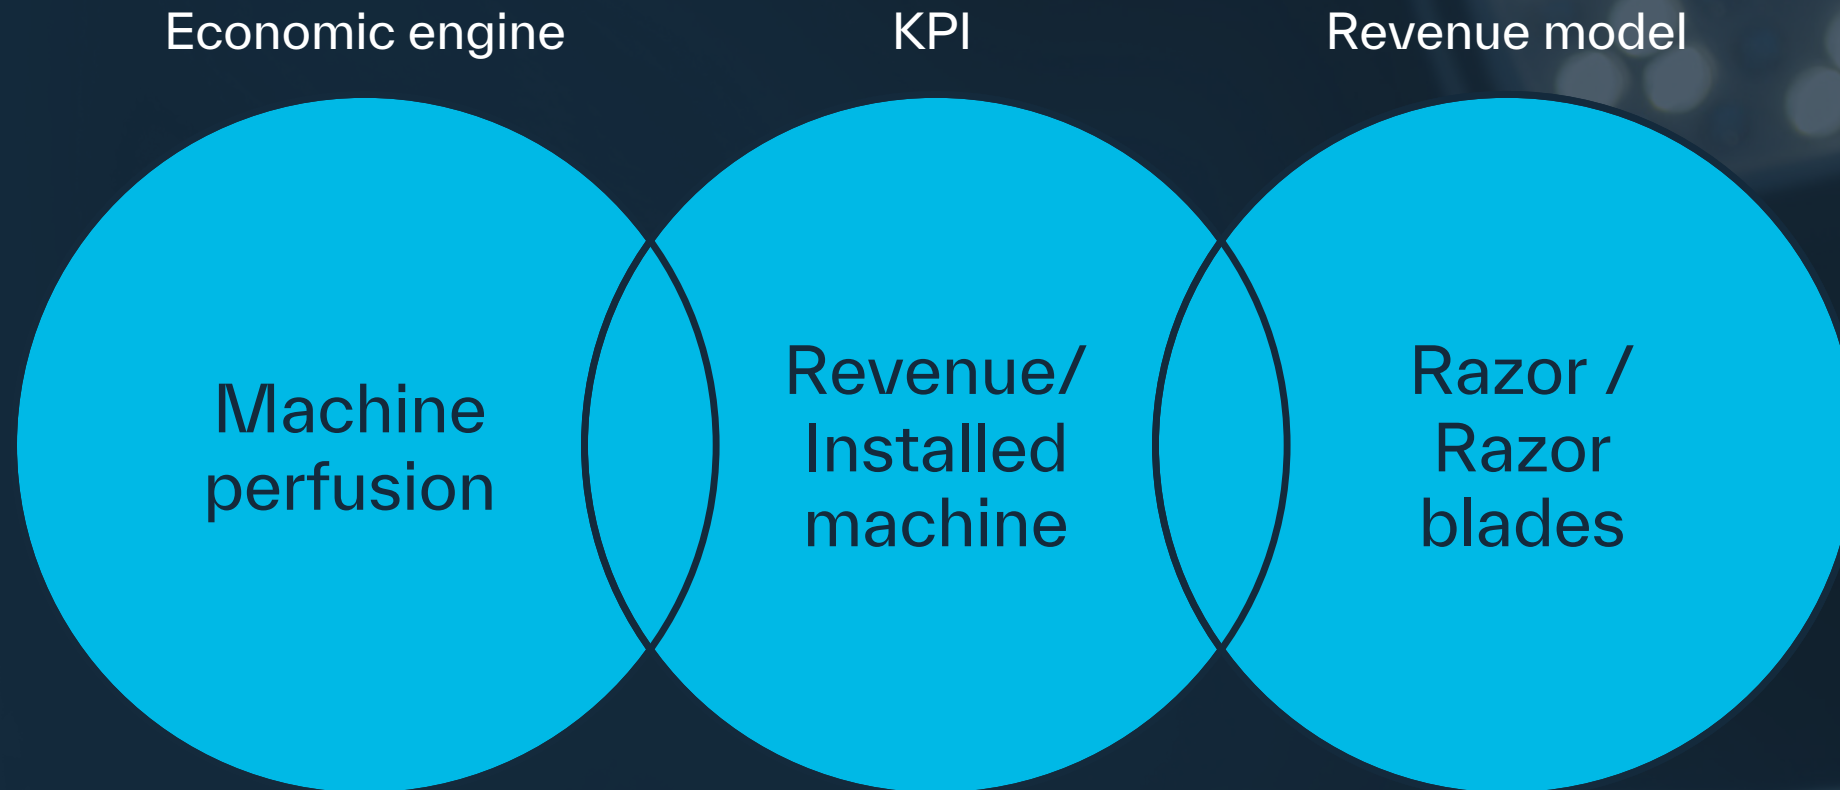 Economic engine
KPI
Revenue model
Machine
perfusion
Revenue/
Installed
machine
Razor /
Razor
blades